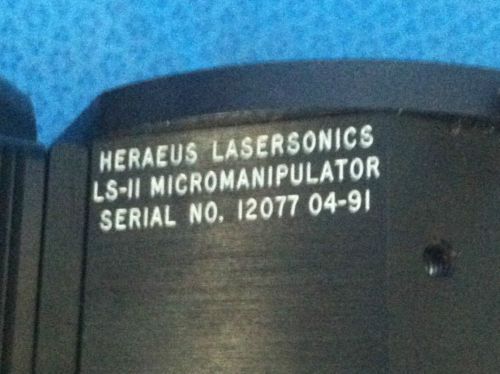 HERAEUS LASERSONICS
LS-II MICROMANIPULATOR
SERIAL NO. 12077 04-91